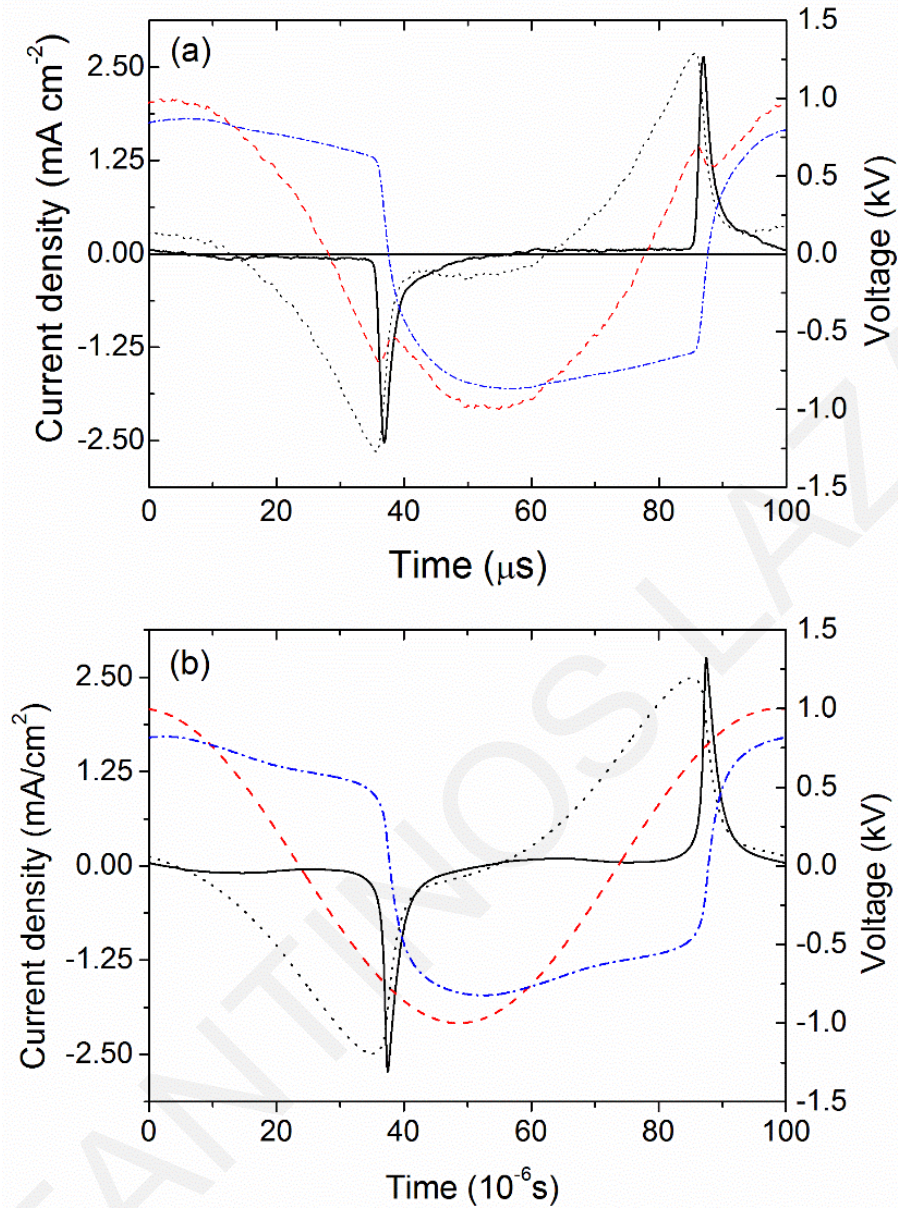 (a)
Current density (mA cm-2)
2.50
1.25
0.00
-1.25
-2.50
1.5
1.0
0.5
0.0
-0.5
-1.0
-1.5
Voltage (kV)
0 20 40 60 80 100
Time (μs)
(b)
Current density (mA/cm2)
2.50
1.25
0.00
-1.25
-2.50
1.5
1.0
0.5
0.0
-0.5
-1.0
-1.5
Voltage (kV)
0 20 40 60 80 100
Time (10-6s)
TANTINOS LAZA